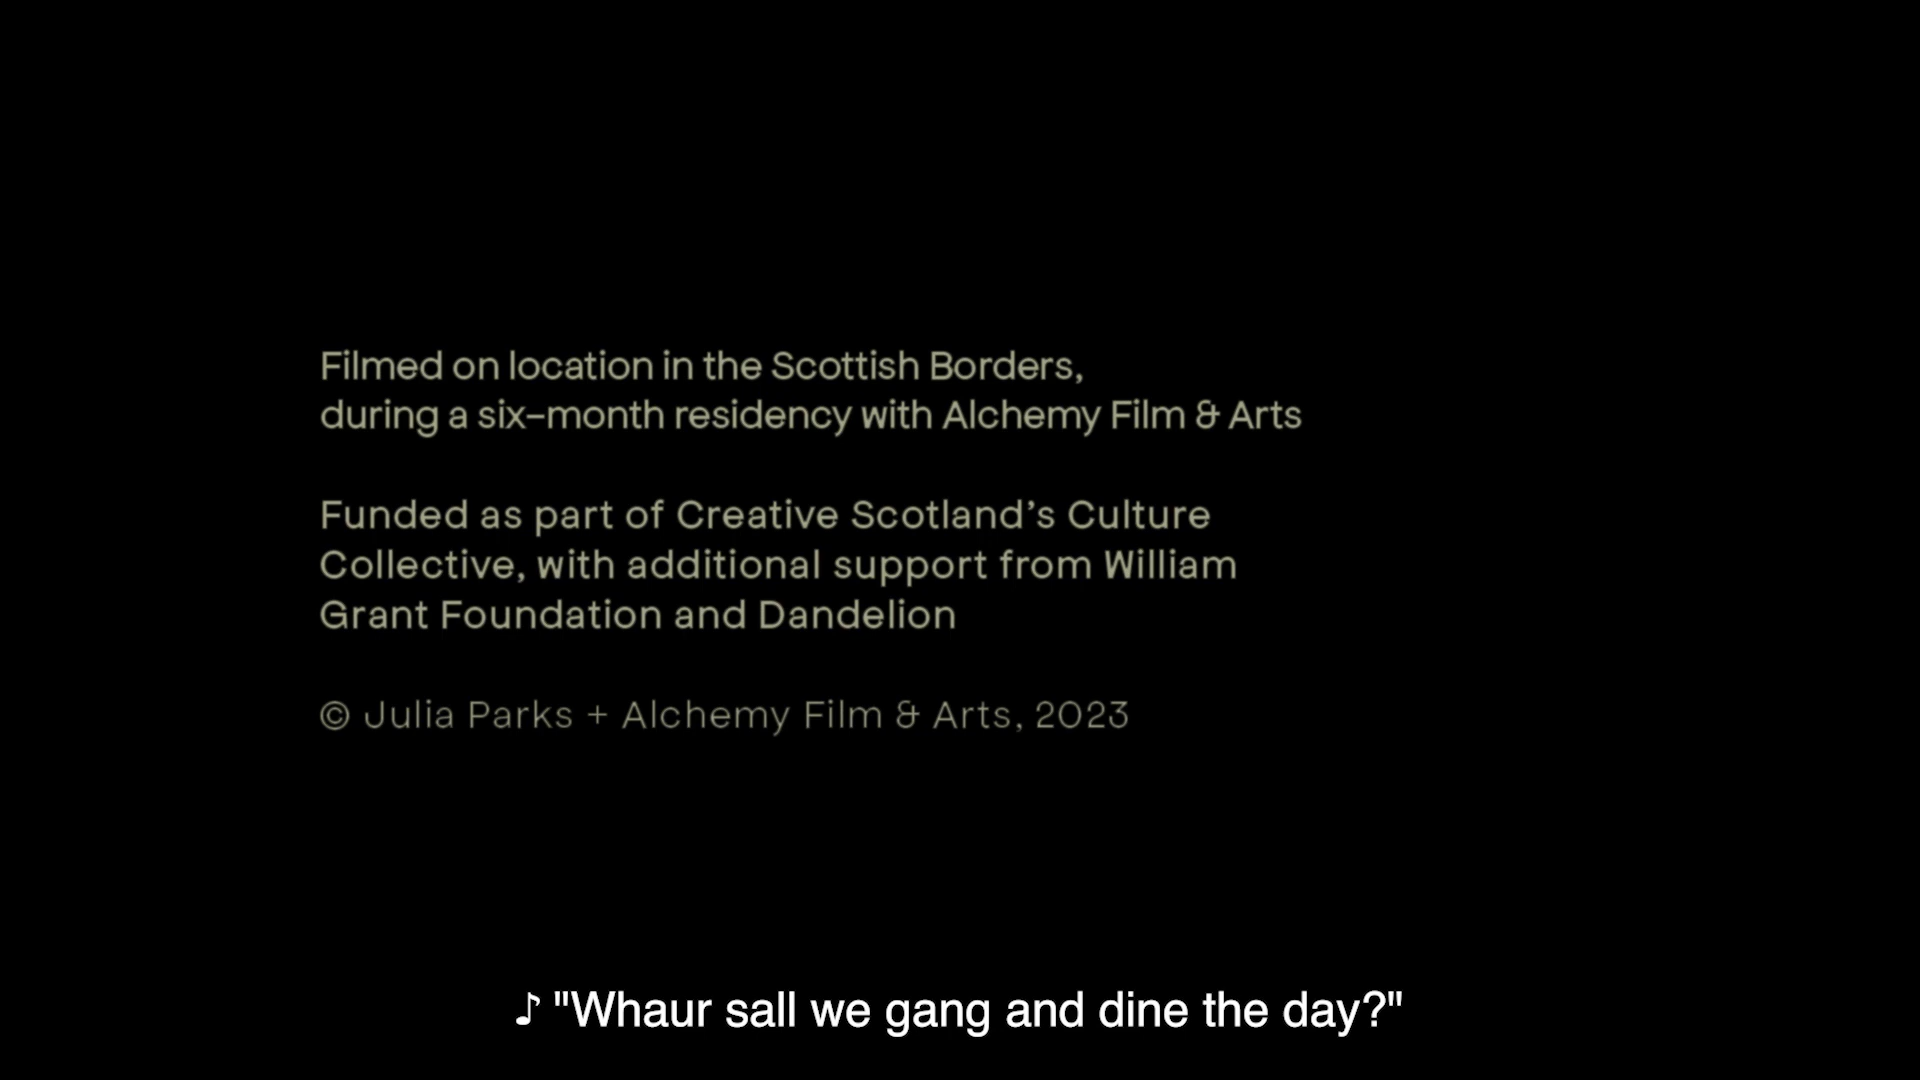 Filmed on location in the Scottish Borders,
during a six–month residency with Alchemy Film & Arts
Funded as part of Creative Scotland’s Culture
Collective, with additional support from William
Grant Foundation and Dandelion
© Julia Parks + Alchemy Film & Arts, 2023
♪ "Whaur sall we gang and dine the day?"